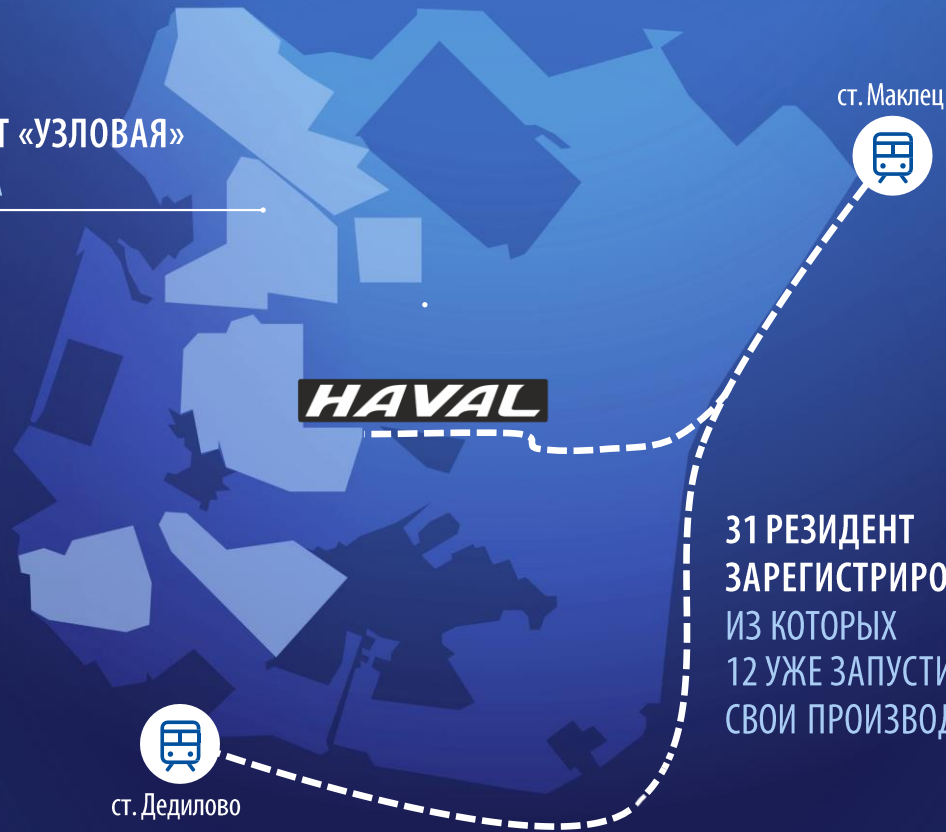 ст. Маклец
Т «УЗЛОВАЯ»
HAVAL
31 РЕЗИДЕНТ
ЗАРЕГИСТРИРО
ИЗ КОТОРЫХ
12 УЖЕ ЗАПУСТИ
СВОИ ПРОИЗВОД
ст. Дедилово